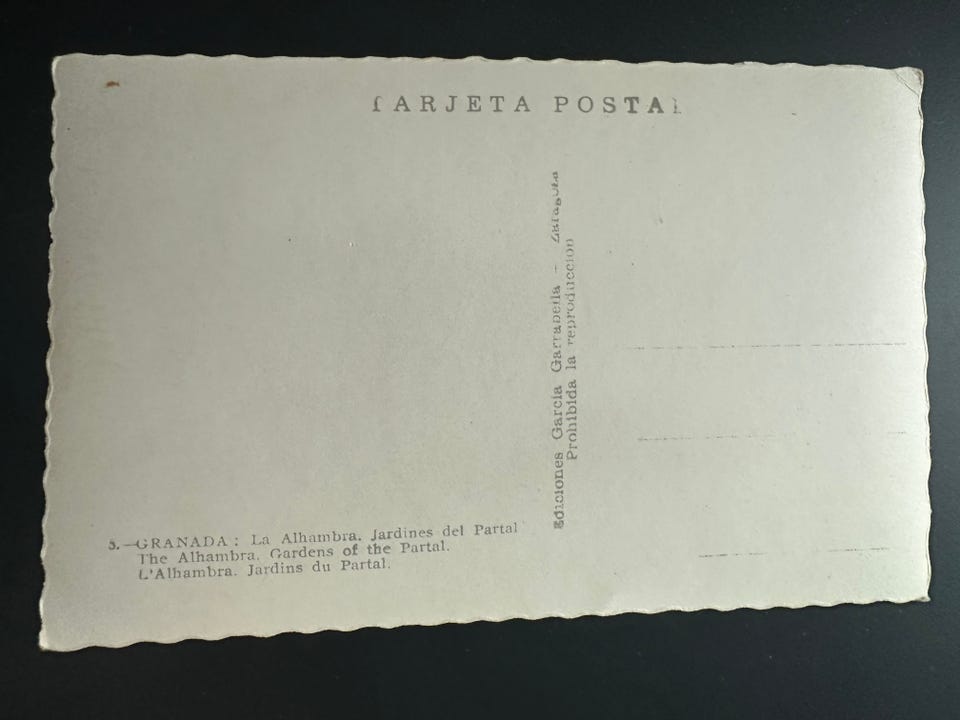 TARJETA POSTAL
Ediciones García Garrabella - Zaragoza
Prohibida la reproducción
5.—GRANADA: La Alhambra. Jardines del Partal
The Alhambra. Gardens of the Partal.
L'Alhambra. Jardins du Partal.